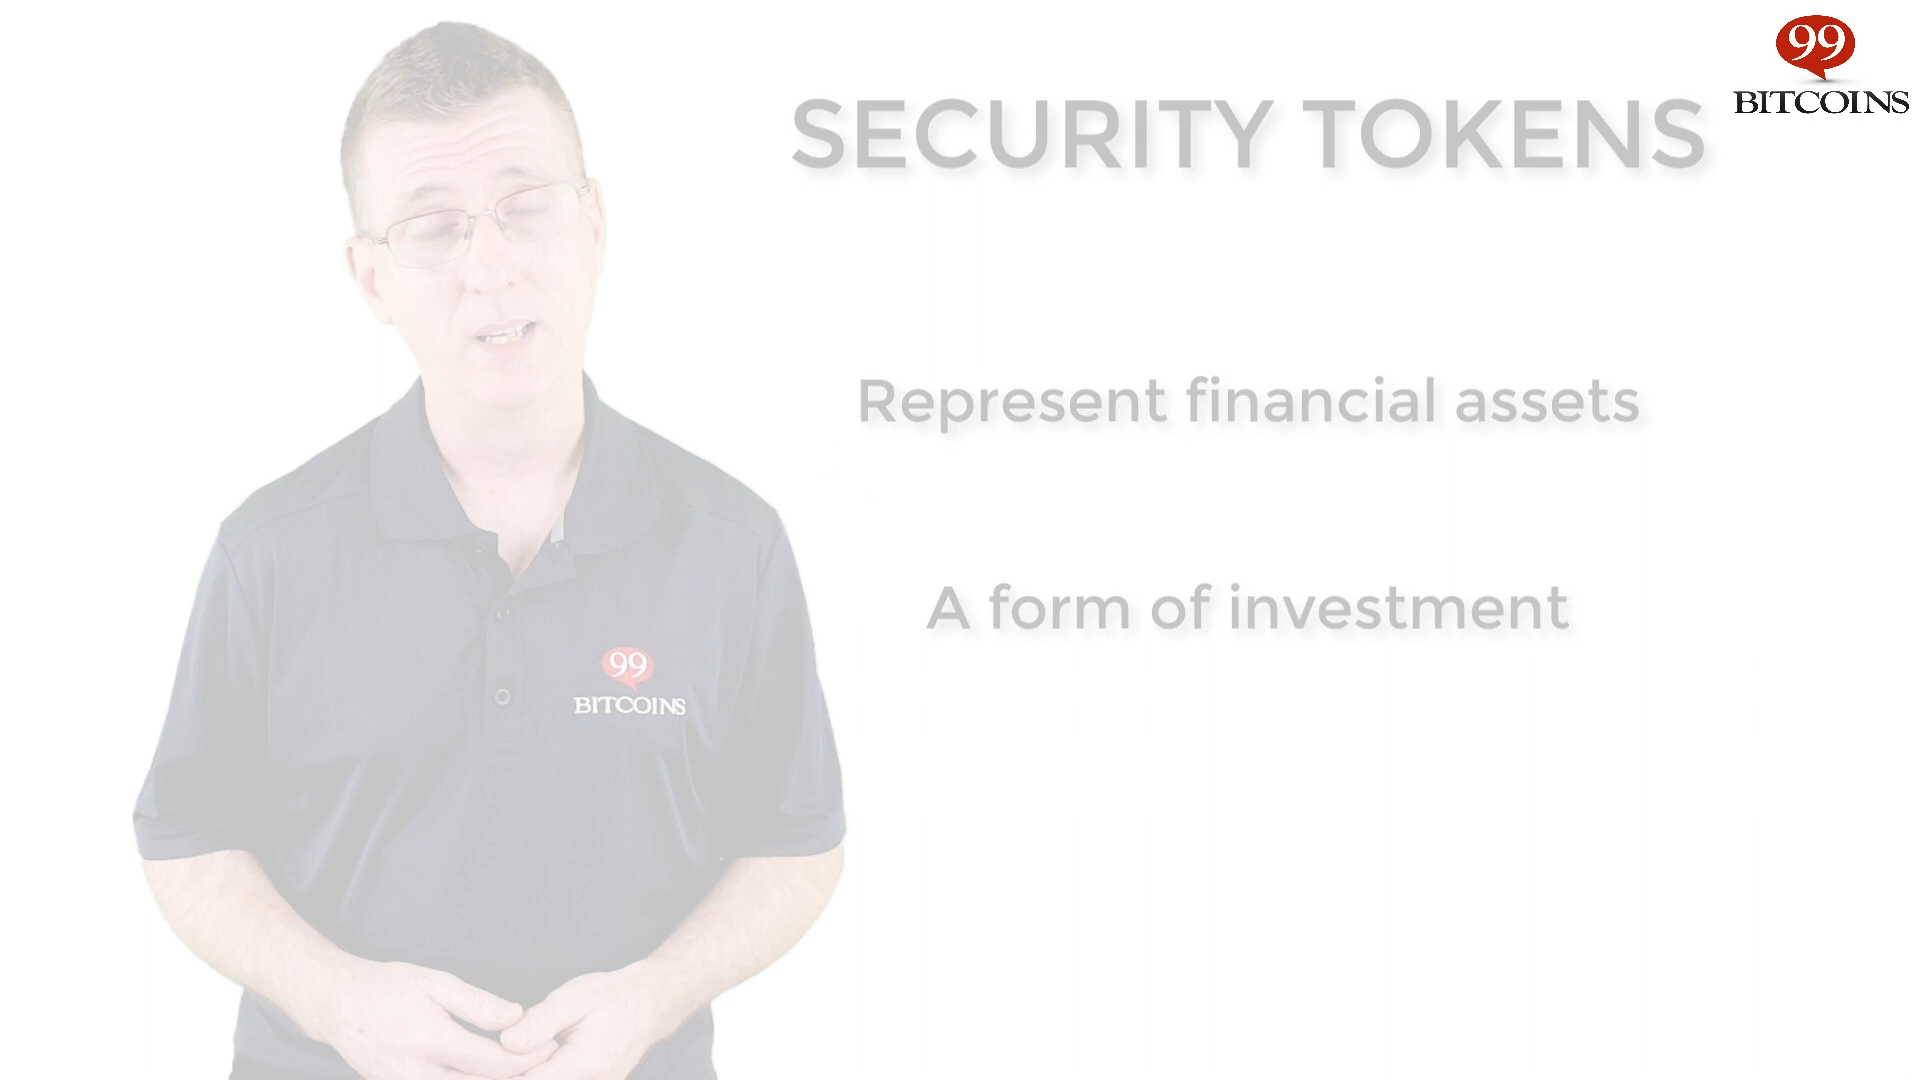 99
BITCOINS
SECURITY TOKENS
Represent financial assets
A form of investment
99
BITCOINS